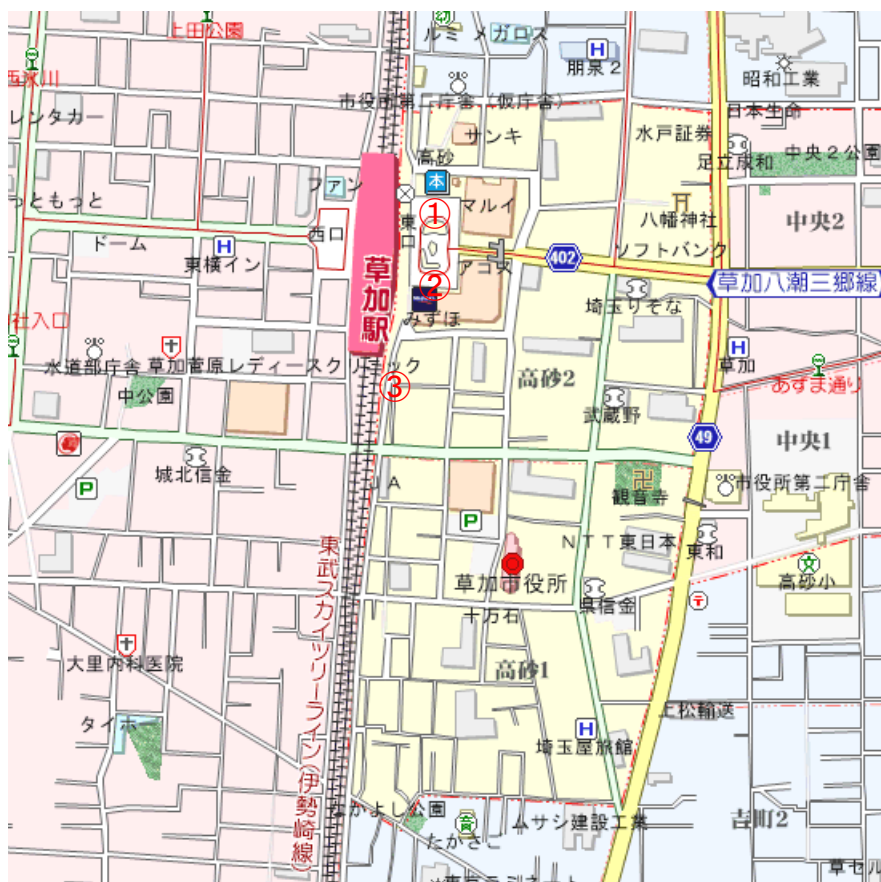 上田公園
幼
ルミ
メガロス
H
朋泉2
昭和工業
西氷川
市役所第二庁舎(仮庁舎)
日本生命
レンタカー
サンキ
水戸証券
高砂
足立成和
中央2公園
本
ファン
っともっと
マルイ
①
八幡神社
中央2
東口
西口
ドーム
H
東横イン
アコス
402
ソフトバンク
草加八潮三郷線
草加駅
②
埼玉りそな
みずほ
社入口
H
草加
水道部庁舎
草加菅原レディースクリニック
③
高砂2
あずま通り
中公園
武蔵野
49
中央1
城北信金
JA
卍
観音寺
市役所第二庁舎
P
P
NTT東日本
東和
東武スカイツリーライン(伊勢崎線)
草加市役所
文
高砂小
県信金
〒
十万石
大里内科医院
高砂1
上松輸送
タイホー
H
埼玉屋旅館
なかよし公園
ムサシ建設工業
吉町2
育
たかさご
草セル